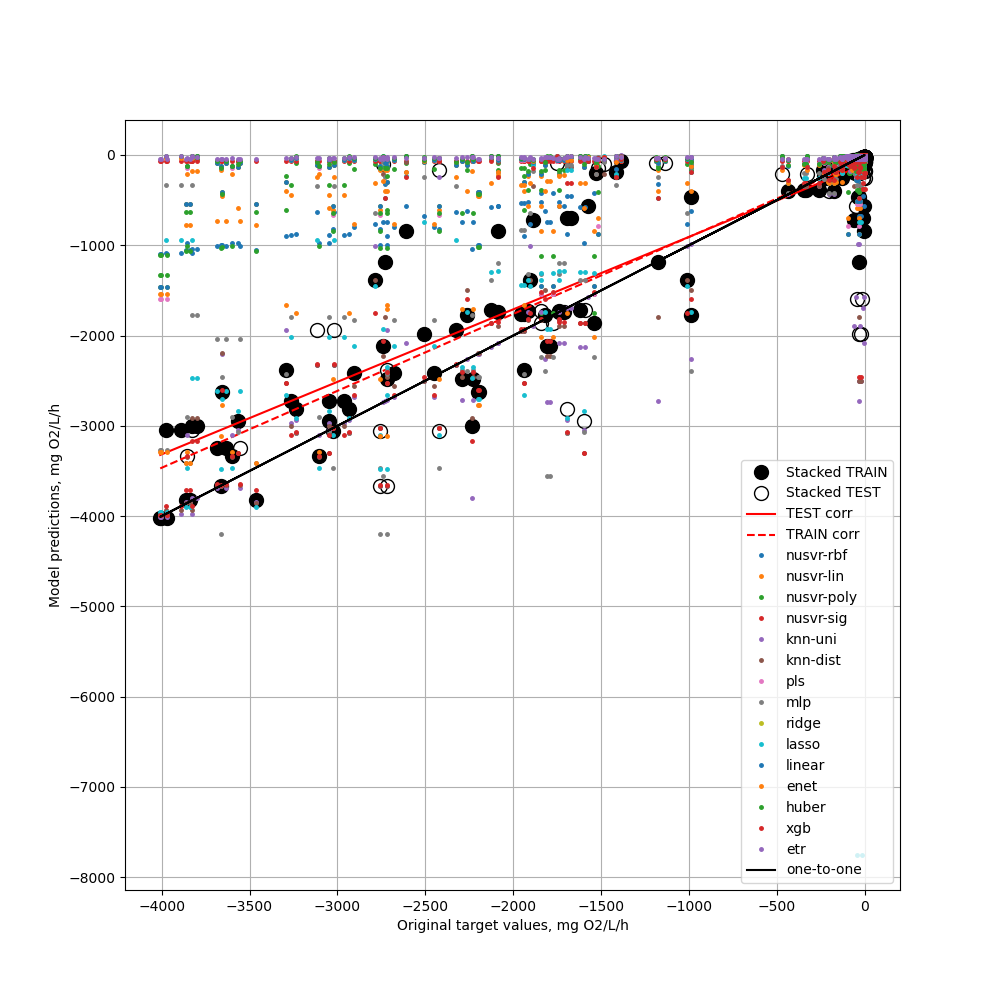 0
−1000
−2000
−3000
−4000
−5000
−6000
−7000
−8000
Model predictions, mg O2/L/h
Stacked TRAIN
Stacked TEST
TEST corr
TRAIN corr
nusvr-rbf
nusvr-lin
nusvr-poly
nusvr-sig
knn-uni
knn-dist
pls
mlp
ridge
lasso
linear
enet
huber
xgb
etr
one-to-one
−4000 −3500 −3000 −2500 −2000 −1500 −1000 −500 0
Original target values, mg O2/L/h